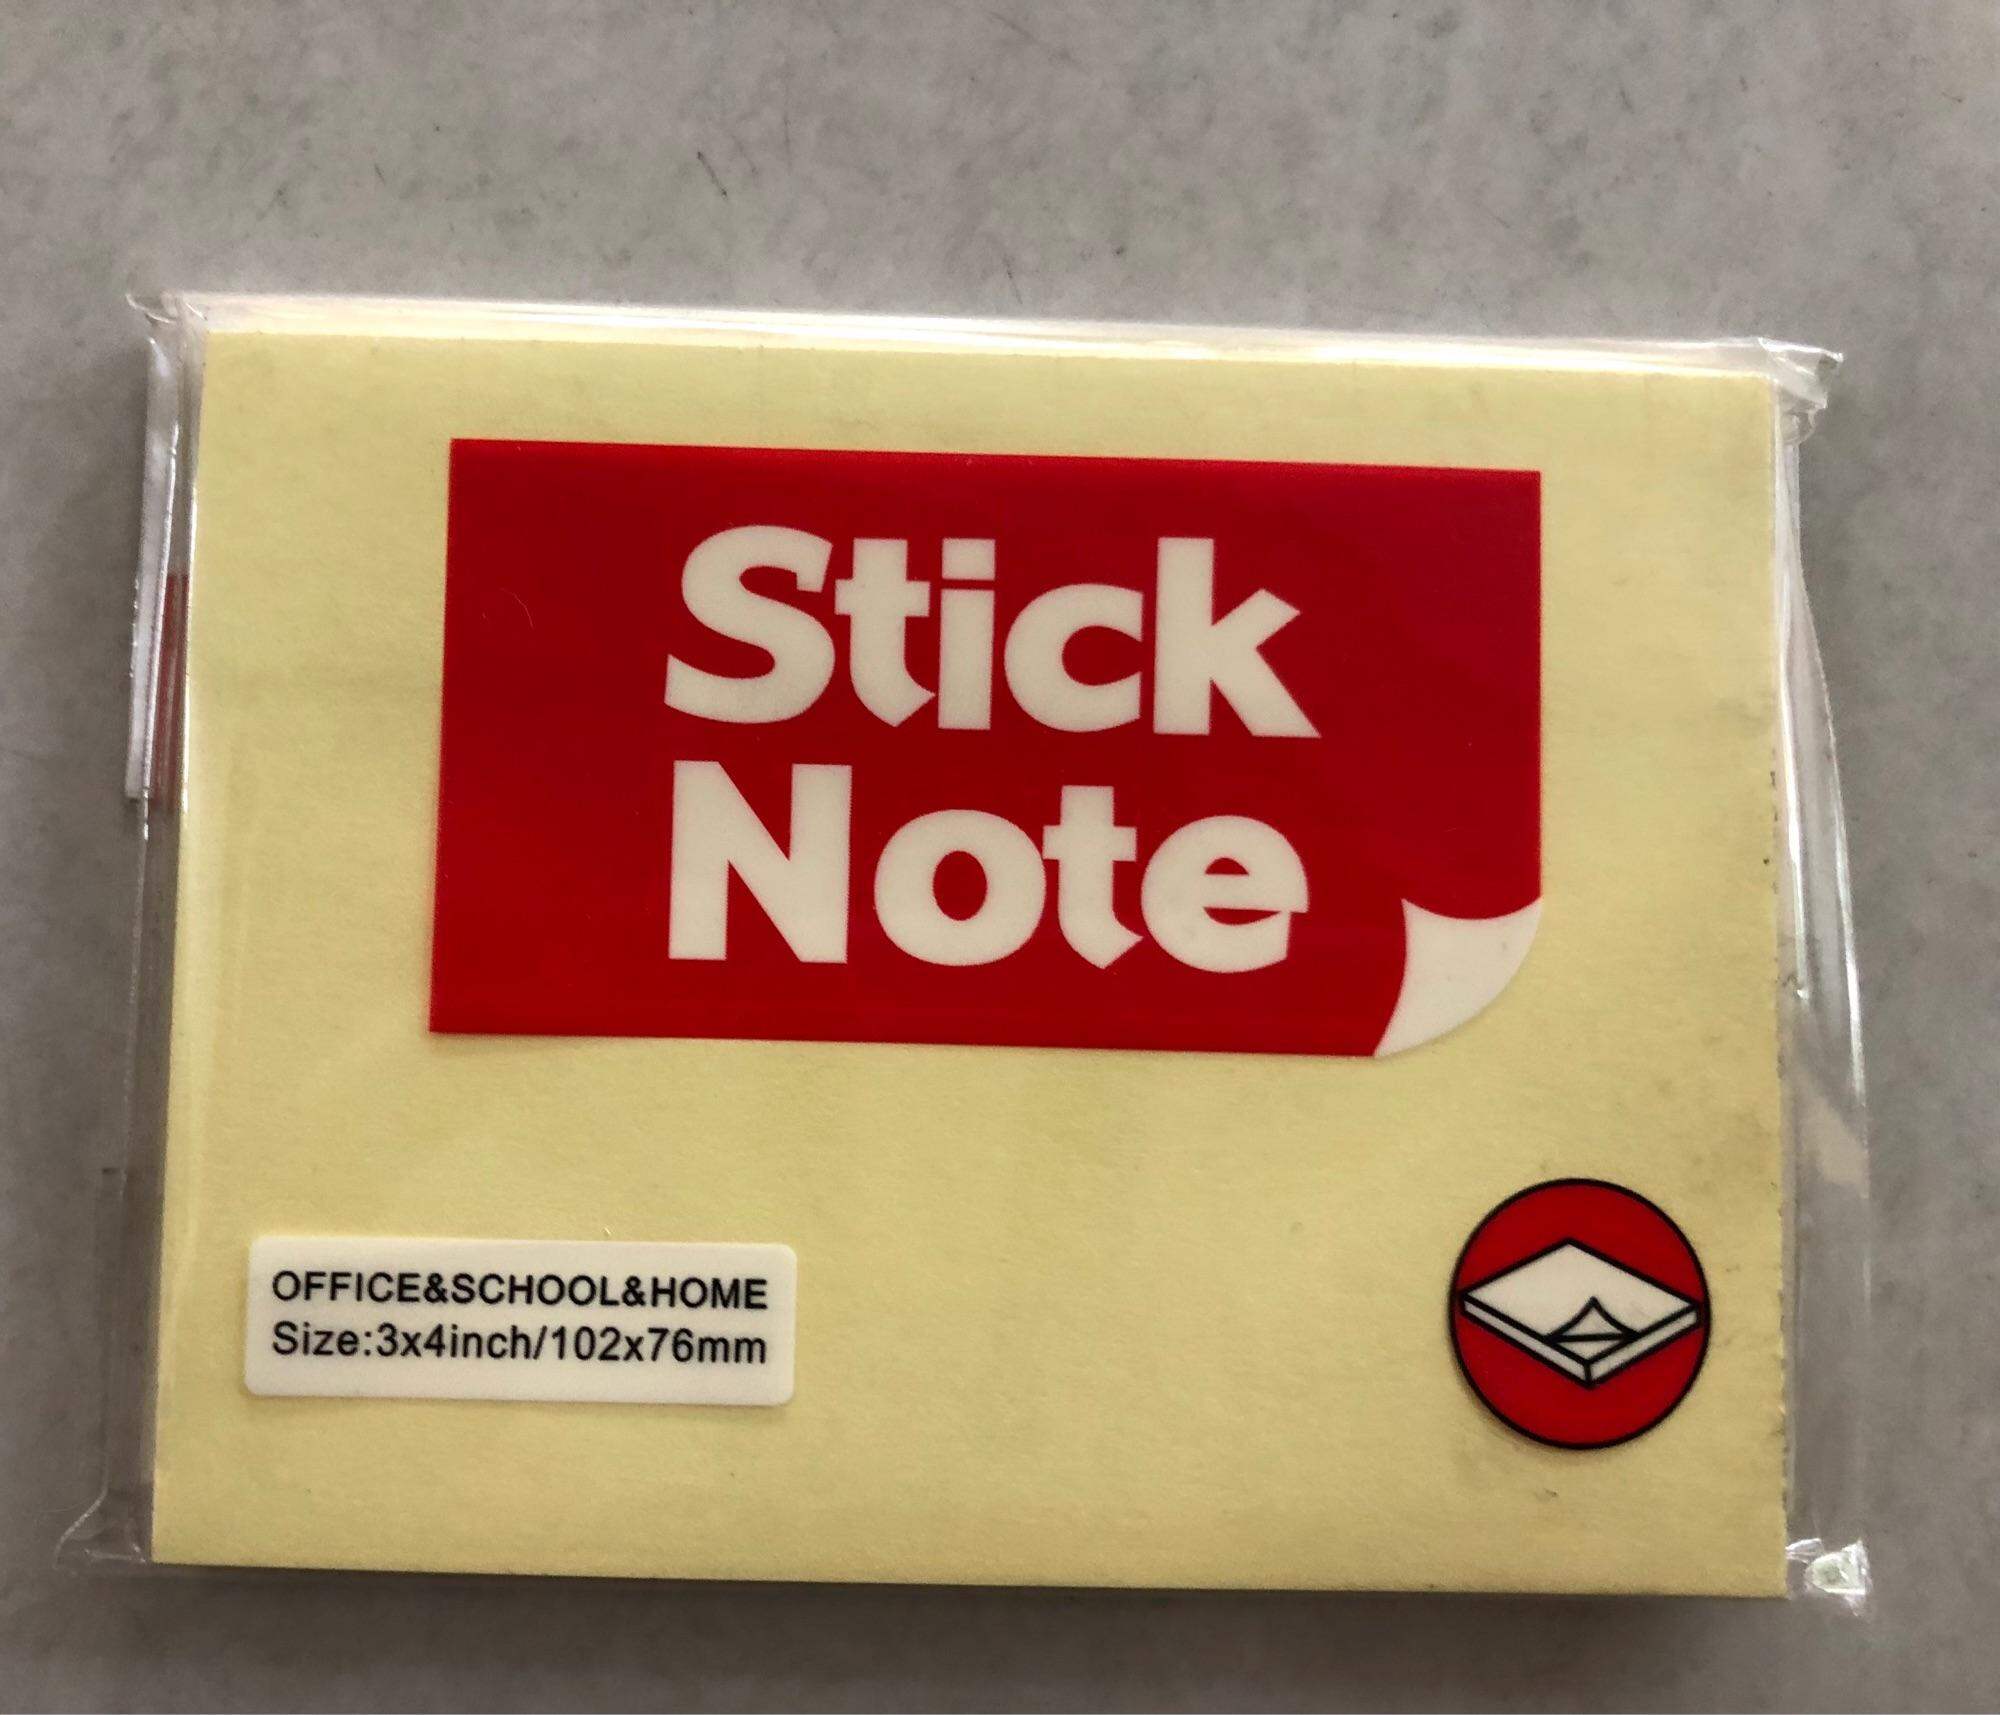 Stick
Note
OFFICE&SCHOOL&HOME
Size:3x4inch/102x76mm